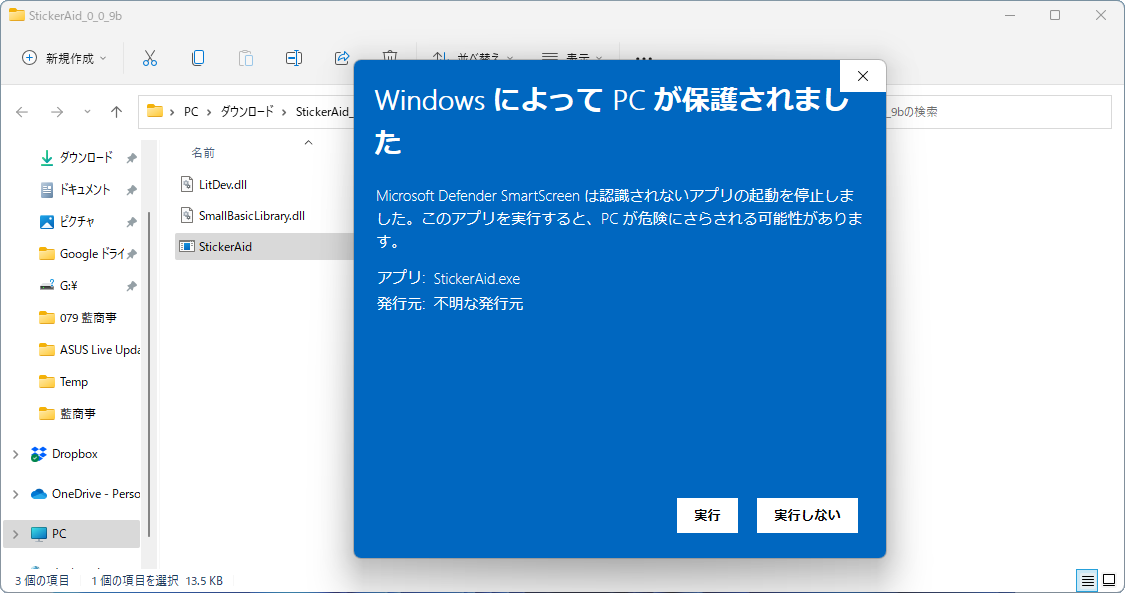 StickerAid_0_0_9b
新規作成
PC ダウンロード StickerAid_
_9bの検索
ダウンロード
ドキュメント
ピクチャ
Google ドライ
G:¥
079 藍商事
ASUS Live Upda
Temp
藍商事
Dropbox
OneDrive - Perso
PC
名前
LitDev.dll
SmallBasicLibrary.dll
StickerAid
Windows によって PC が保護されまし
た
Microsoft Defender SmartScreen は認識されないアプリの起動を停止しま
した。このアプリを実行すると、PC が危険にさらされる可能性がありま
す。
アプリ: StickerAid.exe
発行元: 不明な発行元
実行 実行しない
3 個の項目 1 個の項目を選択 13.5 KB